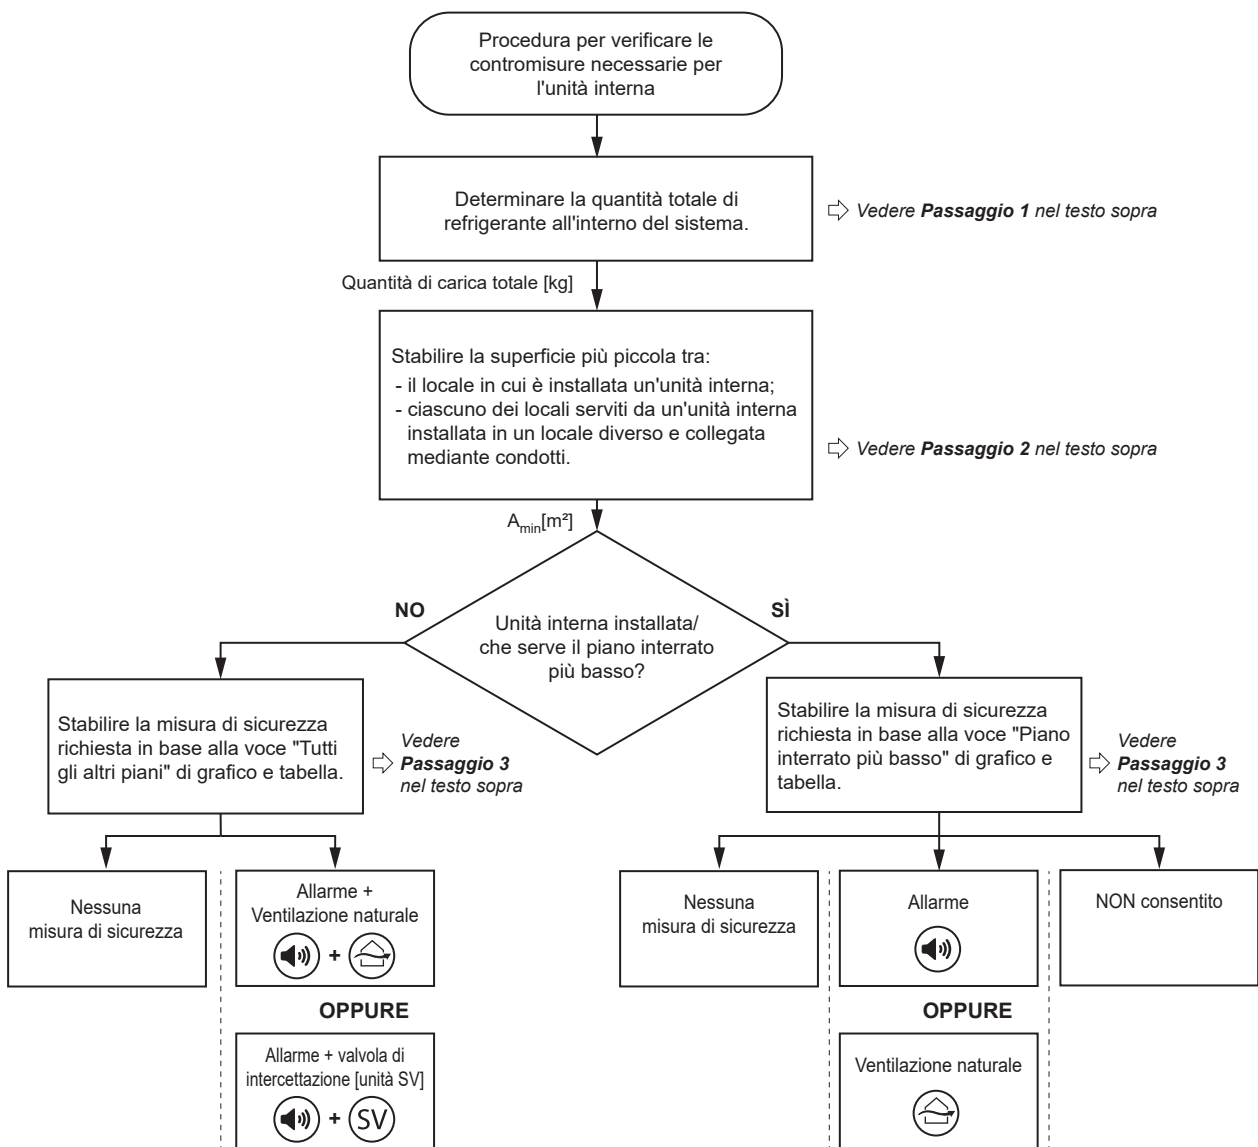 Procedura per verificare le
contromisure necessarie per
l'unità interna
Determinare la quantità totale di
refrigerante all'interno del sistema.
Vedere Passaggio 1 nel testo sopra
Quantità di carica totale [kg]
Stabilire la superficie più piccola tra:
- il locale in cui è installata un'unità interna;
- ciascuno dei locali serviti da un'unità interna
installata in un locale diverso e collegata
mediante condotti.
Vedere Passaggio 2 nel testo sopra
Amin[m²]
NO
SÌ
Unità interna installata/
che serve il piano interrato
più basso?
Stabilire la misura di sicurezza
richiesta in base alla voce "Tutti
gli altri piani" di grafico e tabella.
Vedere
Passaggio 3
nel testo sopra
Stabilire la misura di sicurezza
richiesta in base alla voce "Piano
interrato più basso" di grafico e
tabella.
Vedere
Passaggio 3
nel testo sopra
Nessuna
misura di sicurezza
Allarme +
Ventilazione naturale
+
OPPURE
Allarme + valvola di
intercettazione [unità SV]
+ SV
Nessuna
misura di sicurezza
Allarme
OPPURE
Ventilazione naturale
NON consentito